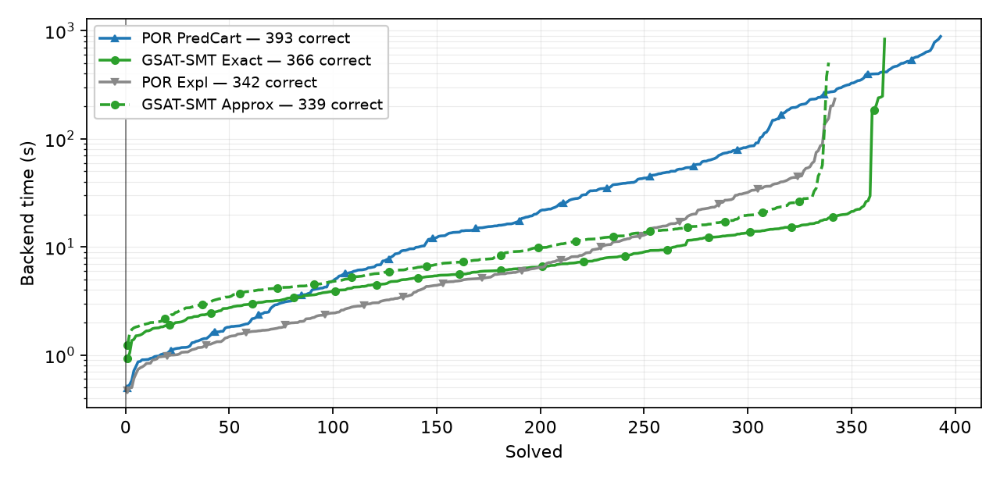 POR PredCart — 393 correct
GSAT-SMT Exact — 366 correct
POR Expl — 342 correct
GSAT-SMT Approx — 339 correct
Backend time (s)
10³
10²
10¹
10⁰
0 50 100 150 200 250 300 350 400
Solved